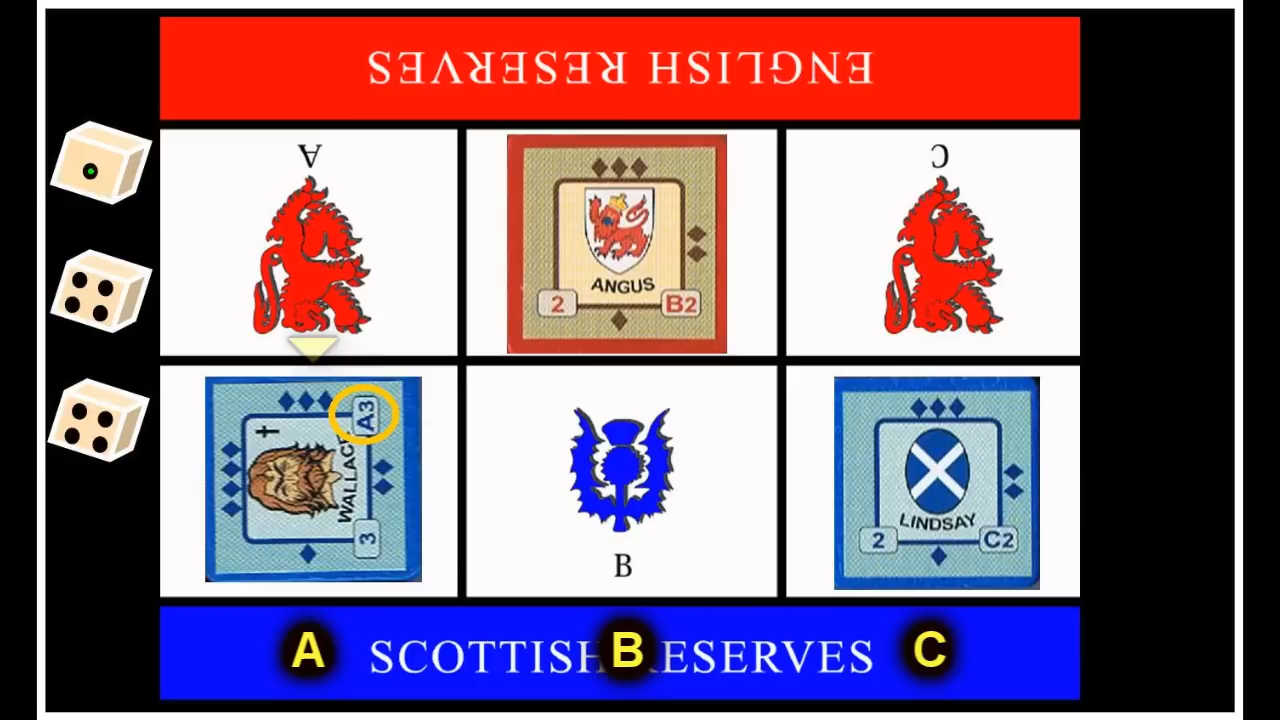 ENGLISH RESERVES
A
C
ANGUS
2 B2
A3
WALLACE
3
B
LINDSAY
2 C2
A B C
SCOTTISH RESERVES